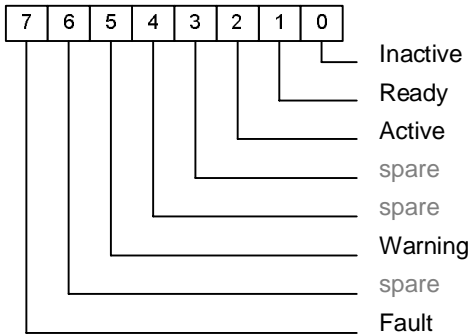 7 6 5 4 3 2 1 0
Inactive
Ready
Active
spare
spare
Warning
spare
Fault